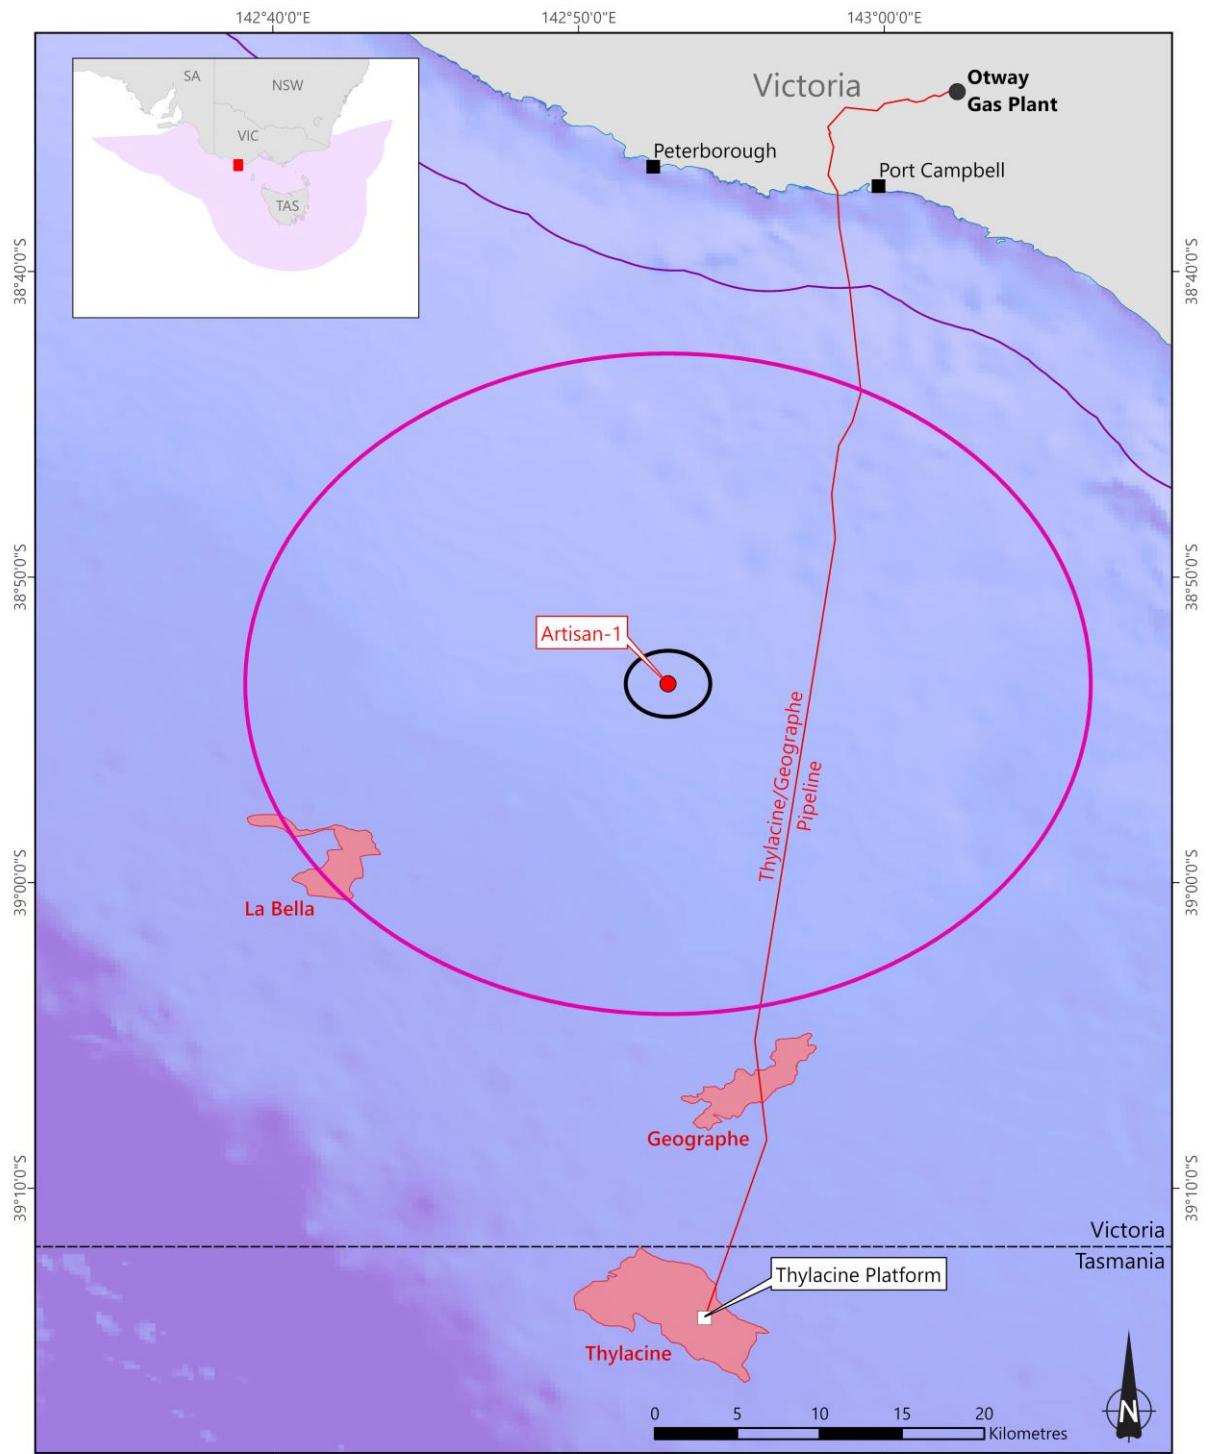 142°40'0"E
142°50'0"E
143°00'0"E
SA
NSW
VIC
TAS
Victoria
Otway
Gas Plant
Peterborough
Port Campbell
38°40'0"S
38°40'0"S
38°50'0"S
38°50'0"S
Artisan-1
Thylacine/Geographe
Pipeline
39°00'0"S
39°00'0"S
La Bella
Geographe
39°10'0"S
39°10'0"S
Victoria
Tasmania
Thylacine Platform
Thylacine
N
0
5
10
15
20
Kilometres